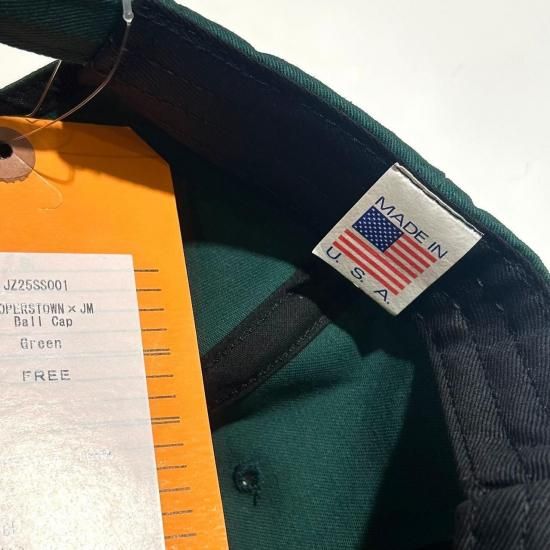 JZ25SS001
OPERSTOWN × JM
Ball Cap
Green
FREE
MADE IN
U. S. A.